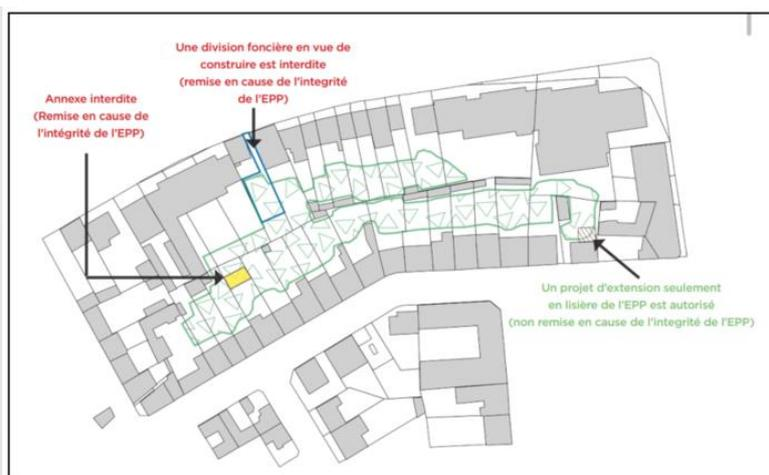 Une division foncière en vue de
construire est interdite
(remise en cause de l'integrité
de l'EPP)
Annexe interdite
(Remise en cause de
l'intégrité de l'EPP)
Un projet d'extension seulement
en lisière de l'EPP est autorisé
(non remise en cause de l'integrité de l'EPP)